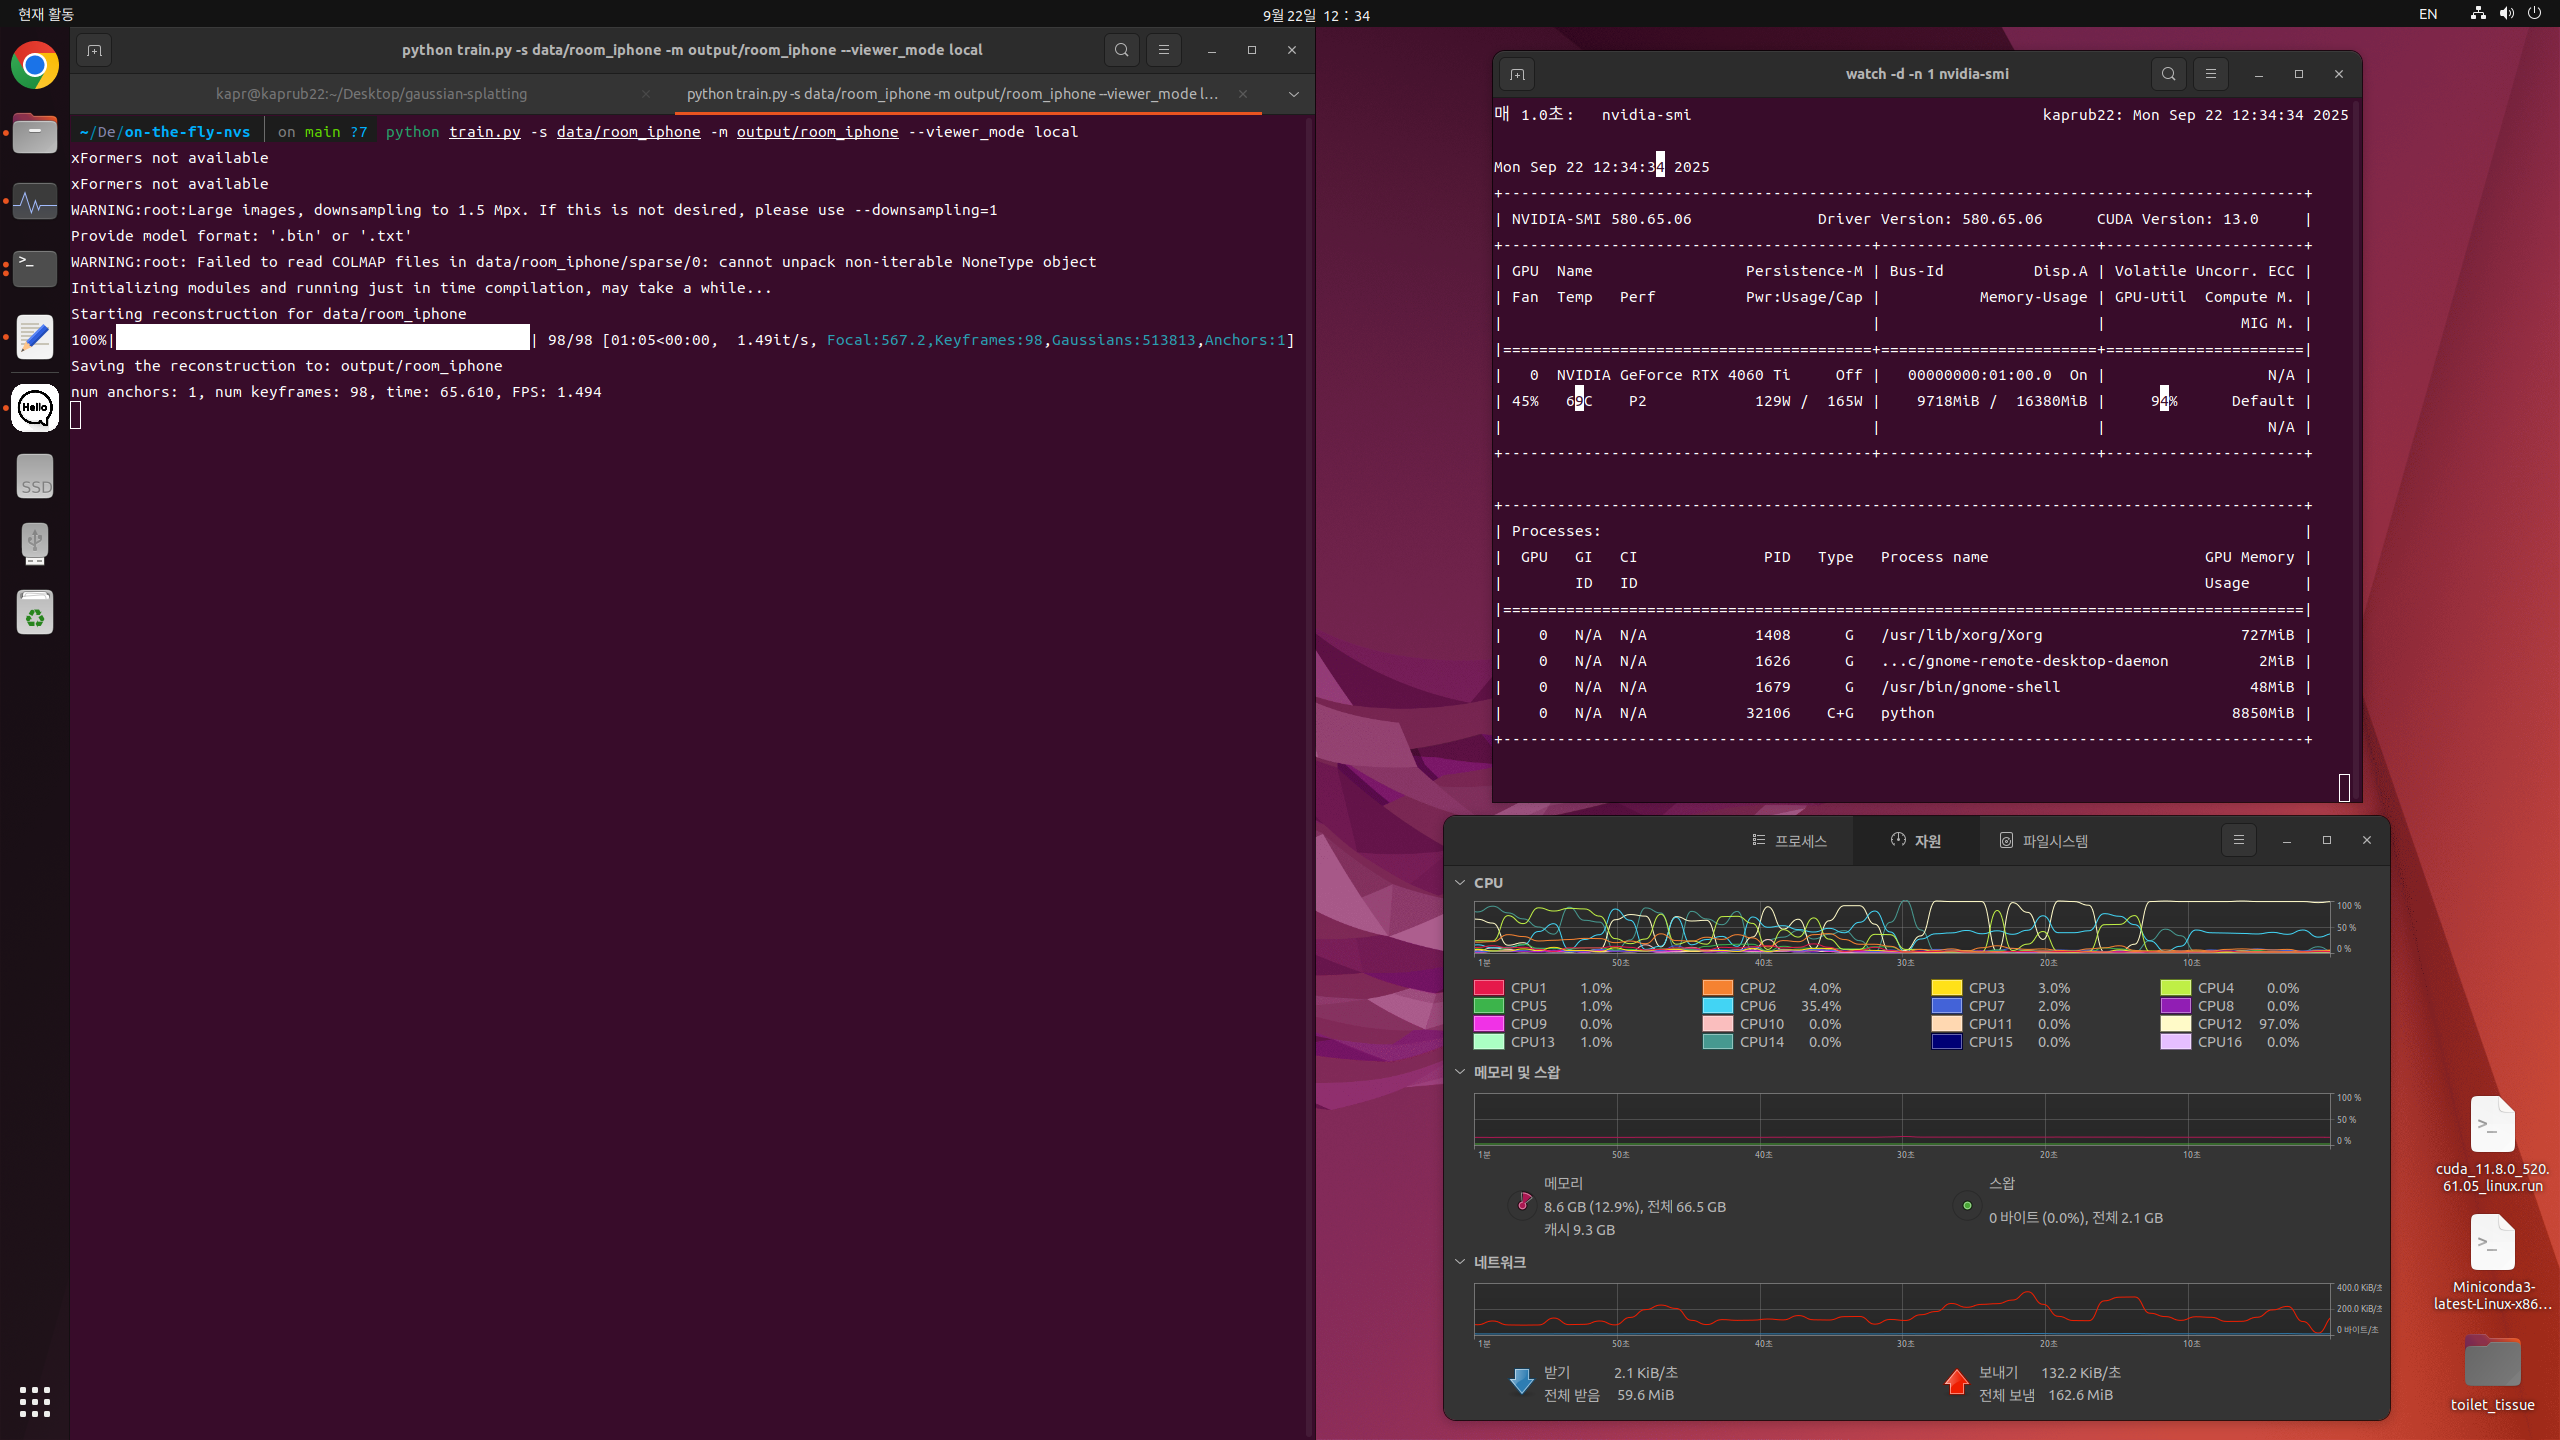 현재 활동
9월 22일 12 : 34
EN
python train.py -s data/room_iphone -m output/room_iphone --viewer_mode local
kapr@kaprub22:~/Desktop/gaussian-splatting
python train.py -s data/room_iphone -m output/room_iphone --viewer_mode l...
~/De/on-the-fly-nvs on main ?7 python train.py -s data/room_iphone -m output/room_iphone --viewer_mode local
xFormers not available
xFormers not available
WARNING:root:Large images, downsampling to 1.5 Mpx. If this is not desired, please use --downsampling=1
Provide model format: '.bin' or '.txt'
WARNING:root: Failed to read COLMAP files in data/room_iphone/sparse/0: cannot unpack non-iterable NoneType object
Initializing modules and running just in time compilation, may take a while...
Starting reconstruction for data/room_iphone
100%| | 98/98 [01:05<00:00, 1.49it/s, Focal:567.2,Keyframes:98,Gaussians:513813,Anchors:1]
Saving the reconstruction to: output/room_iphone
num anchors: 1, num keyframes: 98, time: 65.610, FPS: 1.494
Hello
SSD
watch -d -n 1 nvidia-smi
매 1.0초: nvidia-smi kaprub22: Mon Sep 22 12:34:34 2025
Mon Sep 22 12:34:34 2025
+-----------------------------------------------------------------------------------------+
| NVIDIA-SMI 580.65.06 Driver Version: 580.65.06 CUDA Version: 13.0 |
+-----------------------------------------+------------------------+----------------------+
| GPU Name Persistence-M | Bus-Id Disp.A | Volatile Uncorr. ECC |
| Fan Temp Perf Pwr:Usage/Cap | Memory-Usage | GPU-Util Compute M. |
| | | MIG M. |
|=========================================+========================+======================|
| 0 NVIDIA GeForce RTX 4060 Ti Off | 00000000:01:00.0 On | N/A |
| 45% 69C P2 129W / 165W | 9718MiB / 16380MiB | 94% Default |
| | | N/A |
+-----------------------------------------+------------------------+----------------------+
+-----------------------------------------------------------------------------------------+
| Processes: |
| GPU GI CI PID Type Process name GPU Memory |
| ID ID Usage |
|=========================================================================================|
| 0 N/A N/A 1408 G /usr/lib/xorg/Xorg 727MiB |
| 0 N/A N/A 1626 G ...c/gnome-remote-desktop-daemon 2MiB |
| 0 N/A N/A 1679 G /usr/bin/gnome-shell 48MiB |
| 0 N/A N/A 32106 C+G python 8850MiB |
+-----------------------------------------------------------------------------------------+
프로세스 자원 파일시스템
CPU
100 %
50 %
0 %
1분 50초 40초 30초 20초 10초
CPU1 1.0% CPU2 4.0% CPU3 3.0% CPU4 0.0%
CPU5 1.0% CPU6 35.4% CPU7 2.0% CPU8 0.0%
CPU9 0.0% CPU10 0.0% CPU11 0.0% CPU12 97.0%
CPU13 1.0% CPU14 0.0% CPU15 0.0% CPU16 0.0%
메모리 및 스왑
100 %
50 %
0 %
1분 50초 40초 30초 20초 10초
메모리
8.6 GB (12.9%), 전체 66.5 GB
캐시 9.3 GB
스왑
0 바이트 (0.0%), 전체 2.1 GB
네트워크
400.0 KiB/초
200.0 KiB/초
0 바이트/초
1분 50초 40초 30초 20초 10초
받기 2.1 KiB/초
전체 받음 59.6 MiB
보내기 132.2 KiB/초
전체 보냄 162.6 MiB
cuda_11.8.0_520.
61.05_linux.run
Miniconda3-
latest-Linux-x86...
toilet_tissue